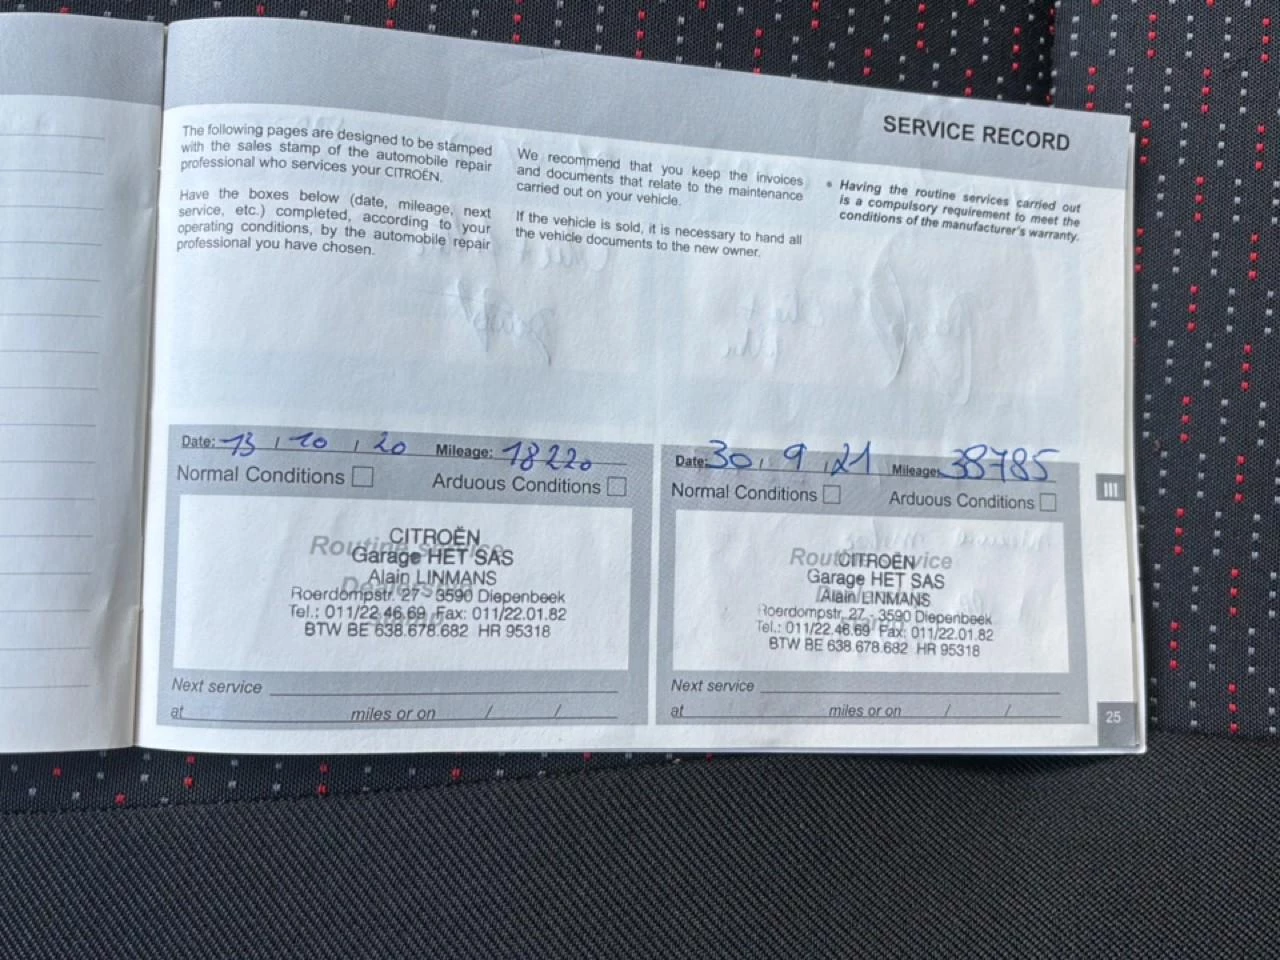 SERVICE RECORD
The following pages are designed to be stamped
with the sales stamp of the automobile repair
professional who services your CITROËN.
Have the boxes below (date, mileage, next
service, etc.) completed, according to your
operating conditions, by the automobile repair
professional you have chosen.
We recommend that you keep the invoices
and documents that relate to the maintenance
carried out on your vehicle.
If the vehicle is sold, it is necessary to hand all
the vehicle documents to the new owner.
• Having the routine services carried out
is a compulsory requirement to meet the
conditions of the manufacturer's warranty.
Date: 13 / 10 / 20 Mileage: 18220
Normal Conditions Arduous Conditions
Routine service
CITROËN
Garage HET SAS
Alain LINMANS
Roerdompstr. 27 - 3590 Diepenbeek
Tel.: 011/22.46.69 Fax: 011/22.01.82
BTW BE 638.678.682 HR 95318
Next service
at miles or on / /
Date: 30 / 9 / 21 Mileage: 38785
Normal Conditions Arduous Conditions
Routine service
CITROËN
Garage HET SAS
Alain LINMANS
Roerdompstr. 27 - 3590 Diepenbeek
Tel.: 011/22.46.69 Fax: 011/22.01.82
BTW BE 638.678.682 HR 95318
Next service
at miles or on / /
III
25